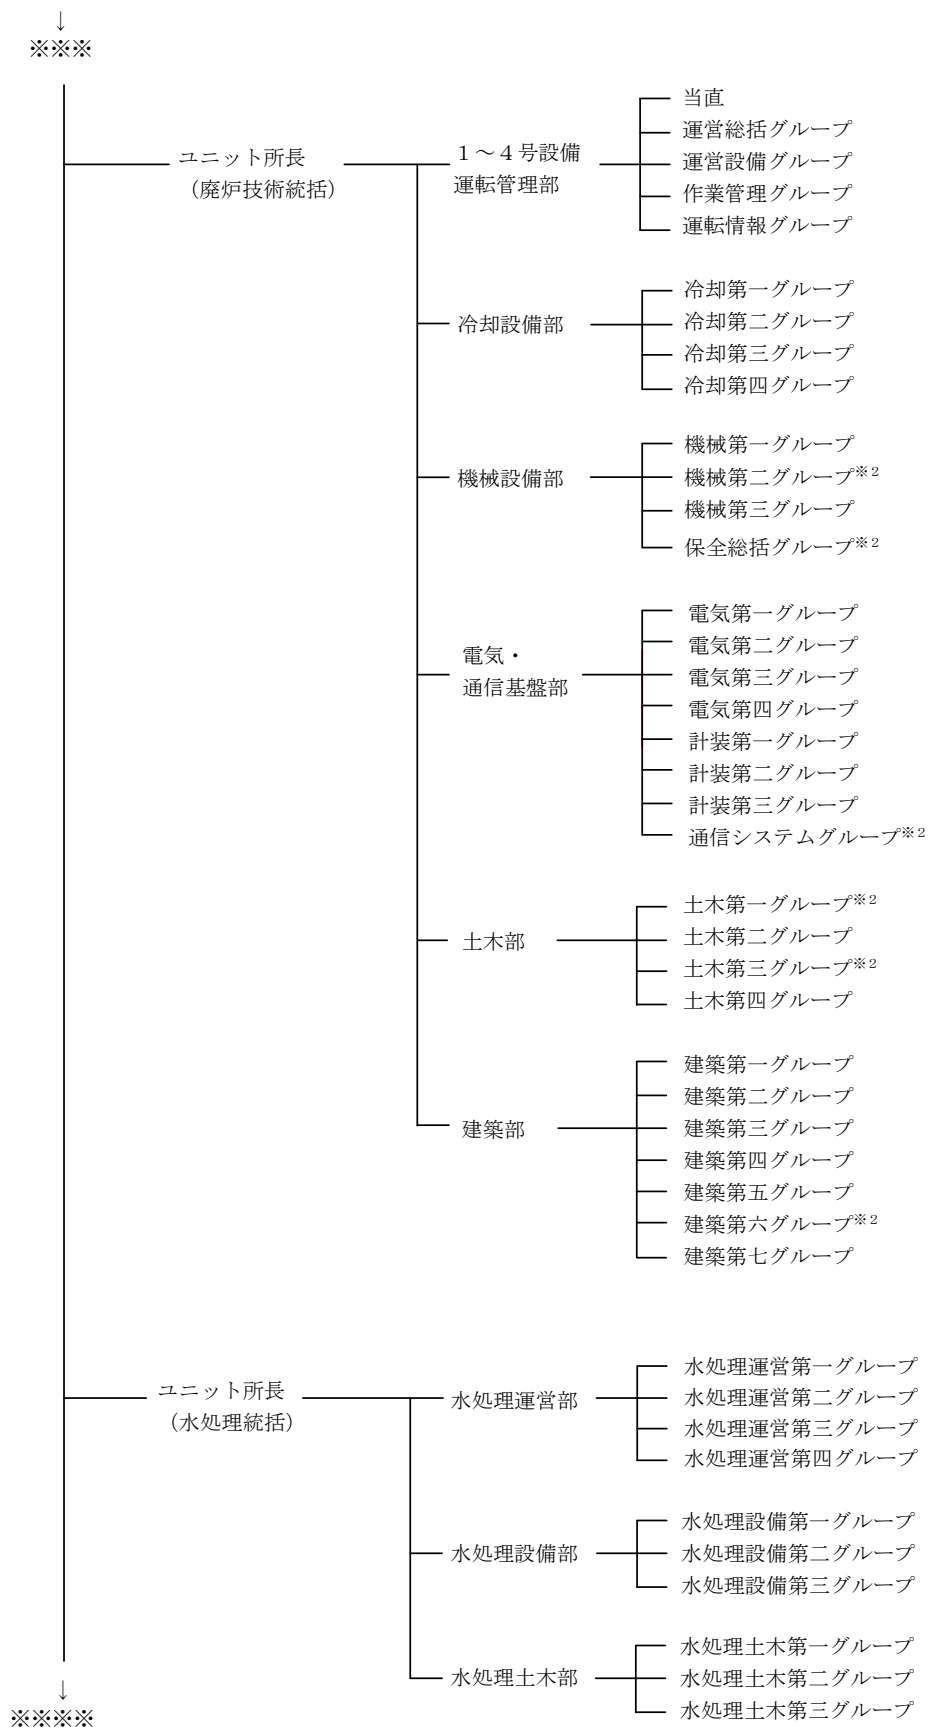 ↓
※※※
ユニット所長
（廃炉技術統括）
１～４号設備
運転管理部
当直
運営総括グループ
運営設備グループ
作業管理グループ
運転情報グループ
冷却設備部
冷却第一グループ
冷却第二グループ
冷却第三グループ
冷却第四グループ
機械設備部
機械第一グループ
機械第二グループ※2
機械第三グループ
保全総括グループ※2
電気・
通信基盤部
電気第一グループ
電気第二グループ
電気第三グループ
電気第四グループ
計装第一グループ
計装第二グループ
計装第三グループ
通信システムグループ※2
土木部
土木第一グループ※2
土木第二グループ
土木第三グループ※2
土木第四グループ
建築部
建築第一グループ
建築第二グループ
建築第三グループ
建築第四グループ
建築第五グループ
建築第六グループ※2
建築第七グループ
ユニット所長
（水処理統括）
水処理運営部
水処理運営第一グループ
水処理運営第二グループ
水処理運営第三グループ
水処理運営第四グループ
水処理設備部
水処理設備第一グループ
水処理設備第二グループ
水処理設備第三グループ
水処理土木部
水処理土木第一グループ
水処理土木第二グループ
水処理土木第三グループ
↓
※※※※